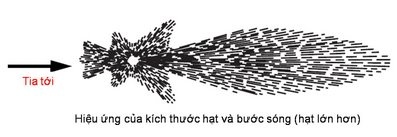 Tia tới
Hiệu ứng của kích thước hạt và bước sóng (hạt lớn hơn)